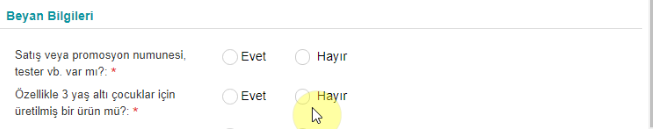 Beyan Bilgileri
Satış veya promosyon numunesi, tester vb. var mı?: * Evet Hayır
Özellikle 3 yaş altı çocuklar için üretilmiş bir ürün mü?: * Evet Hayır